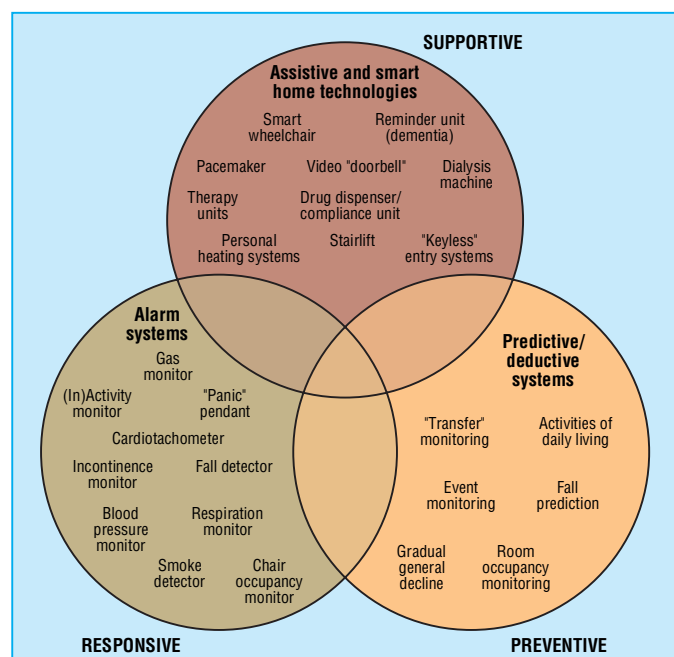 SUPPORTIVE
Assistive and smart
home technologies
Smart
wheelchair
Reminder unit
(dementia)
Pacemaker
Video "doorbell"
Dialysis
machine
Therapy
units
Drug dispenser/
compliance unit
Personal
heating systems
Stairlift
"Keyless"
entry systems
Alarm
systems
Gas
monitor
(In)Activity
monitor
"Panic"
pendant
Cardiotachometer
Incontinence
monitor
Fall detector
Blood
pressure
monitor
Respiration
monitor
Smoke
detector
Chair
occupancy
monitor
Predictive/
deductive
systems
"Transfer"
monitoring
Activities of
daily living
Event
monitoring
Fall
prediction
Gradual
general
decline
Room
occupancy
monitoring
RESPONSIVE
PREVENTIVE